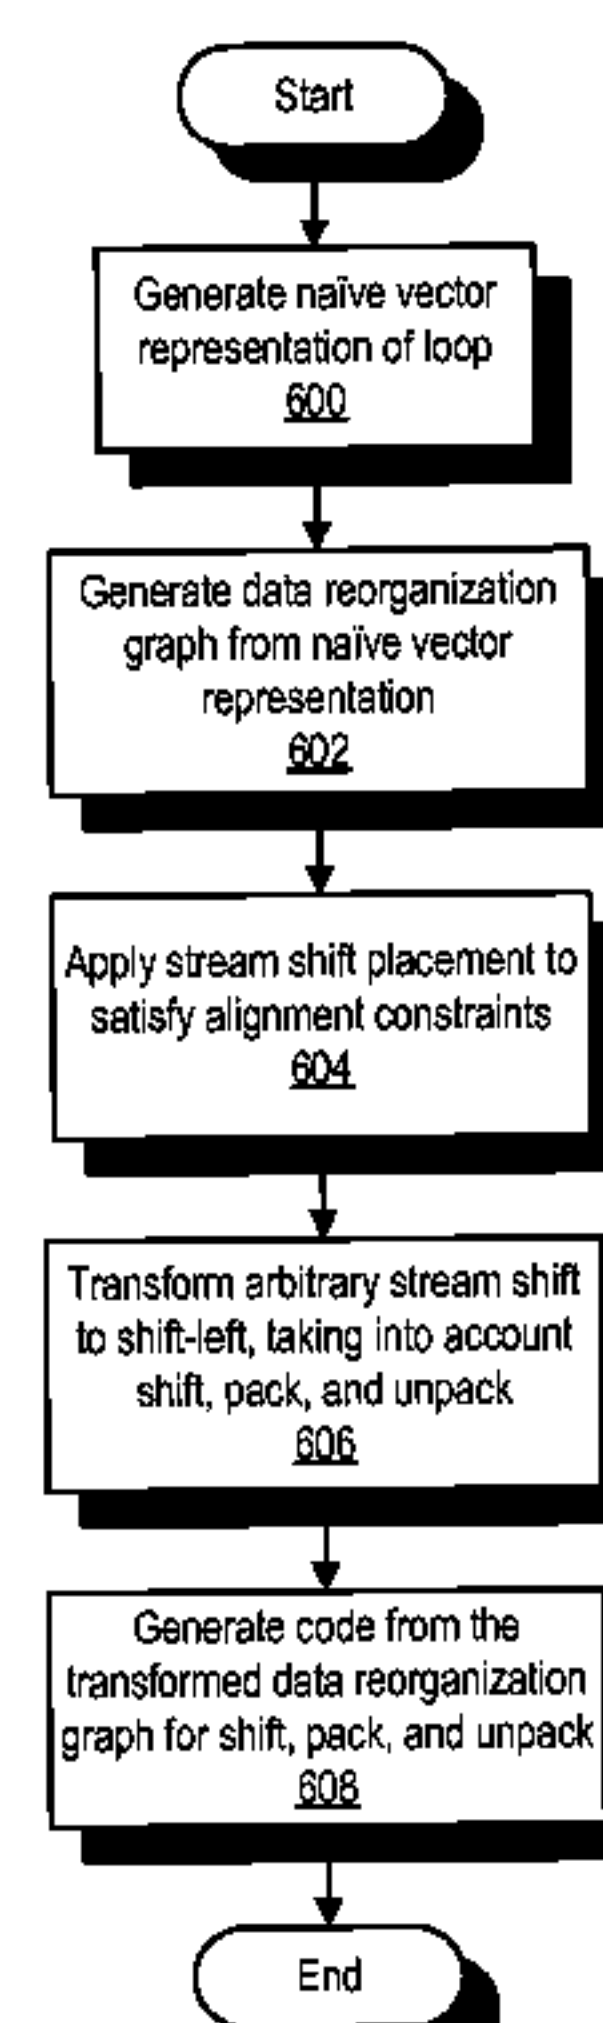 Start
Generate naïve vector
representation of loop
600
Generate data reorganization
graph from naïve vector
representation
602
Apply stream shift placement to
satisfy alignment constraints
604
Transform arbitrary stream shift
to shift-left, taking into account
shift, pack, and unpack
606
Generate code from the
transformed data reorganization
graph for shift, pack, and unpack
608
End